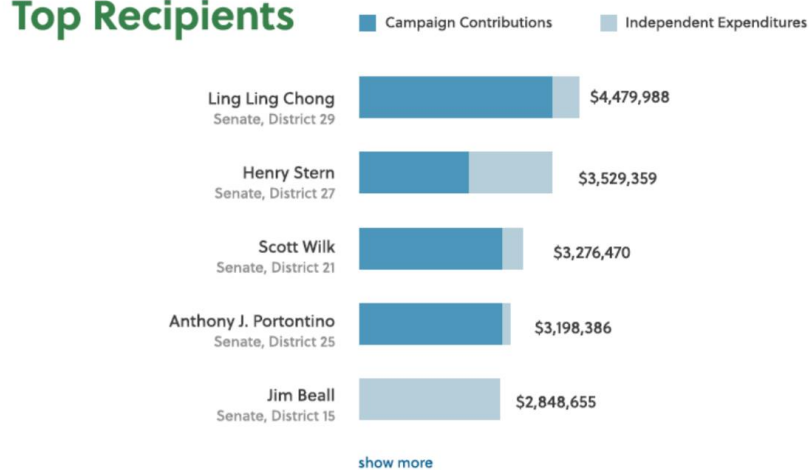 Top Recipients
Campaign Contributions
Independent Expenditures
Ling Ling Chong
Senate, District 29
$4,479,988
Henry Stern
Senate, District 27
$3,529,359
Scott Wilk
Senate, District 21
$3,276,470
Anthony J. Portontino
Senate, District 25
$3,198,386
Jim Beall
Senate, District 15
$2,848,655
show more